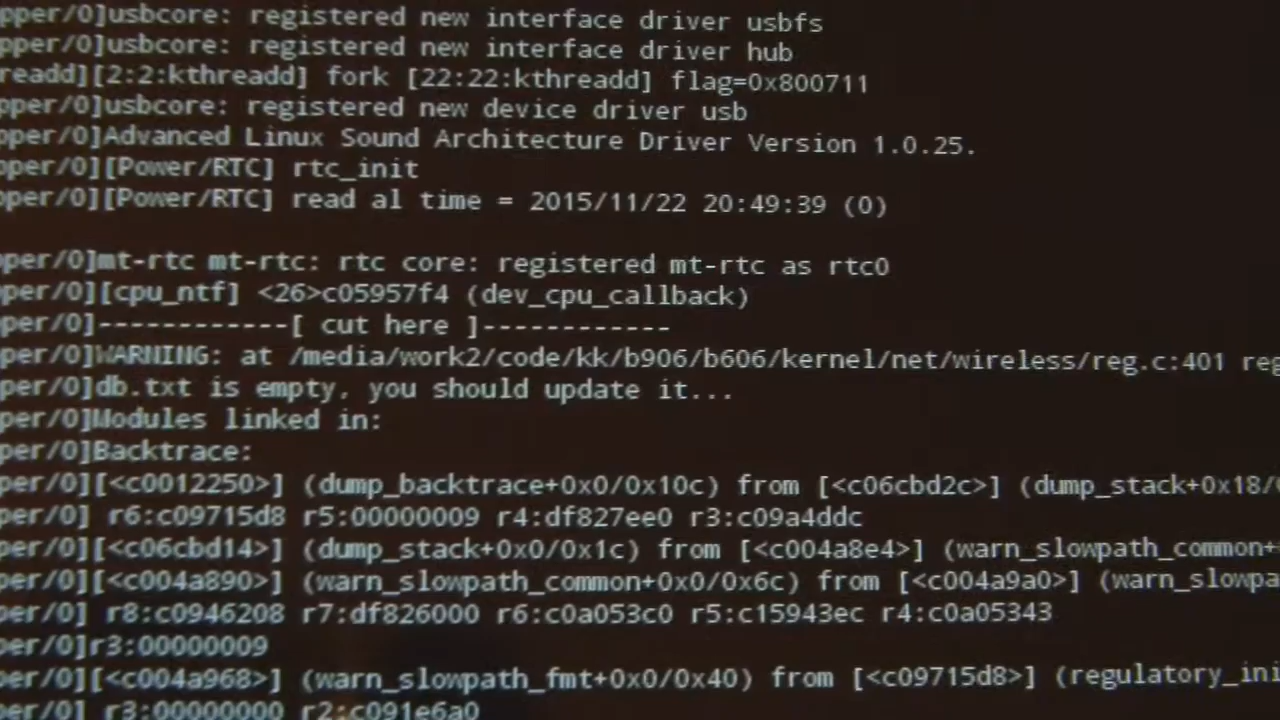 pper/0]usbcore: registered new interface driver usbfs
pper/0]usbcore: registered new interface driver hub
readd][2:2:kthreadd] fork [22:22:kthreadd] flag=0x800711
pper/0]usbcore: registered new device driver usb
pper/0]Advanced Linux Sound Architecture Driver Version 1.0.25.
pper/0][Power/RTC] rtc_init
pper/0][Power/RTC] read al time = 2015/11/22 20:49:39 (0)
pper/0]mt-rtc mt-rtc: rtc core: registered mt-rtc as rtc0
pper/0][cpu_ntf] <26>c05957f4 (dev_cpu_callback)
pper/0]------------[ cut here ]------------
pper/0]WARNING: at /media/work2/code/kk/b906/b606/kernel/net/wireless/reg.c:401 reg
pper/0]db.txt is empty, you should update it...
per/0]Modules linked in:
per/0]Backtrace:
per/0][<c0012250>] (dump_backtrace+0x0/0x10c) from [<c06cbd2c>] (dump_stack+0x18/
per/0] r6:c09715d8 r5:00000009 r4:df827ee0 r3:c09a4ddc
per/0][<c06cbd14>] (dump_stack+0x0/0x1c) from [<c004a8e4>] (warn_slowpath_common+
per/0][<c004a890>] (warn_slowpath_common+0x0/0x6c) from [<c004a9a0>] (warn_slowpa
per/0] r8:c0946208 r7:df826000 r6:c0a053c0 r5:c15943ec r4:c0a05343
per/0]r3:00000009
per/0][<c004a968>] (warn_slowpath_fmt+0x0/0x40) from [<c09715d8>] (regulatory_ini
per/0] r3:00000000 r2:c091e6a0